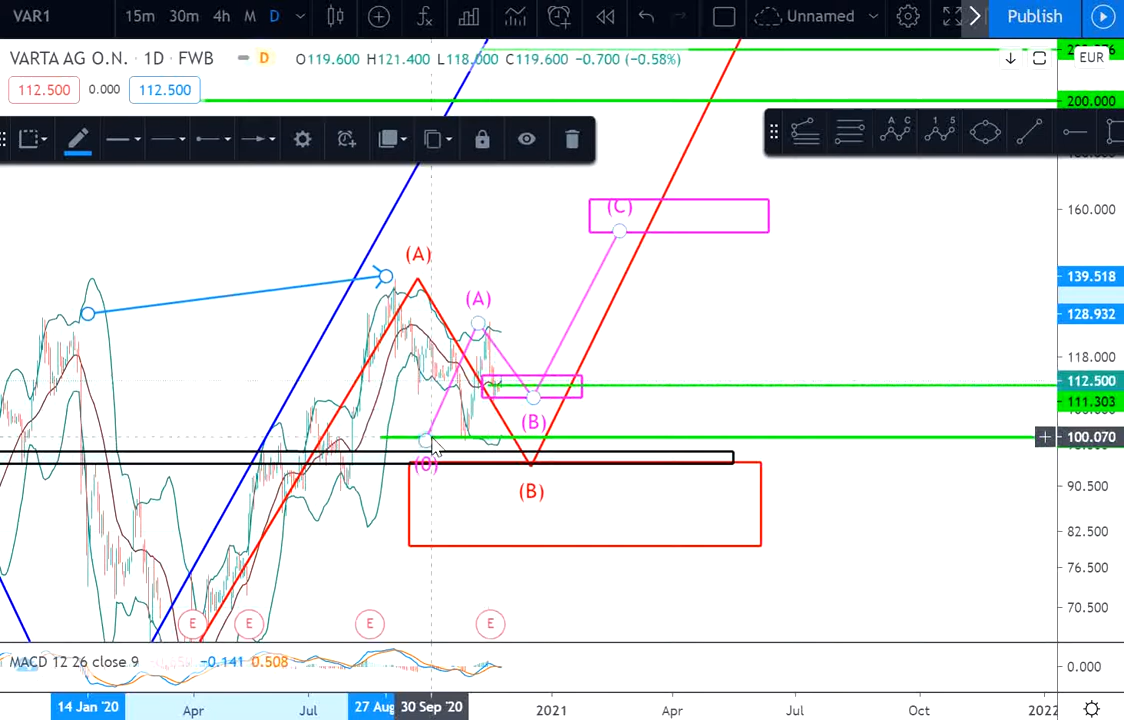 VAR1 15m 30m 4h M D Unnamed Publish
VARTA AG O.N. · 1D · FWB D O119.600 H121.400 L118.000 C119.600 −0.700 (−0.58%) EUR
112.500 0.000 112.500
200.000
A C 1 5
160.000
(C)
(A)
139.518
(A)
128.932
118.000
112.500
111.303
(B)
100.070
(0)
90.500
(B)
82.500
76.500
70.500
E E E E
MACD 12 26 close 9 −0.141 0.508 0.000
14 Jan '20 Apr Jul 27 Aug 30 Sep '20 2021 Apr Jul Oct 2022